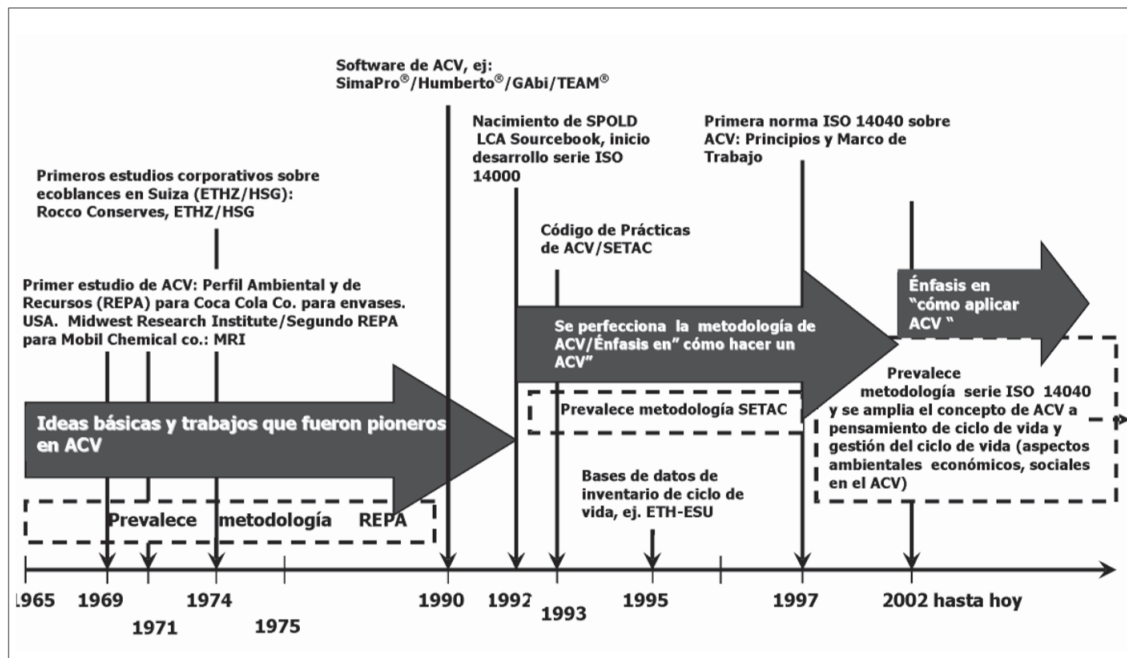 Software de ACV, ej:
SimaPro®/Humberto®/GAbi/TEAM®
Nacimiento de SPOLD
LCA Sourcebook, inicio
desarrollo serie ISO
14000
Primera norma ISO 14040 sobre
ACV: Principios y Marco de
Trabajo
Primeros estudios corporativos sobre
ecoblances en Suiza (ETHZ/HSG):
Rocco Conserves, ETHZ/HSG
Código de Prácticas
de ACV/SETAC
Primer estudio de ACV: Perfil Ambiental y de
Recursos (REPA) para Coca Cola Co. para envases.
USA. Midwest Research Institute/Segundo REPA
para Mobil Chemical co.: MRI
Énfasis en
“cómo aplicar
ACV “
Se perfecciona la metodología de
ACV/Énfasis en” cómo hacer un
ACV”
Ideas básicas y trabajos que fueron pioneros
en ACV
Prevalece metodología SETAC
Prevalece
metodología serie ISO 14040
y se amplia el concepto de ACV a
pensamiento de ciclo de vida y
gestión del ciclo de vida (aspectos
ambientales económicos, sociales
en el ACV)
Bases de datos de
inventario de ciclo de
vida, ej. ETH-ESU
Prevalece metodología REPA
1965 1969 1971 1974 1975 1990 1992 1993 1995 1997 2002 hasta hoy